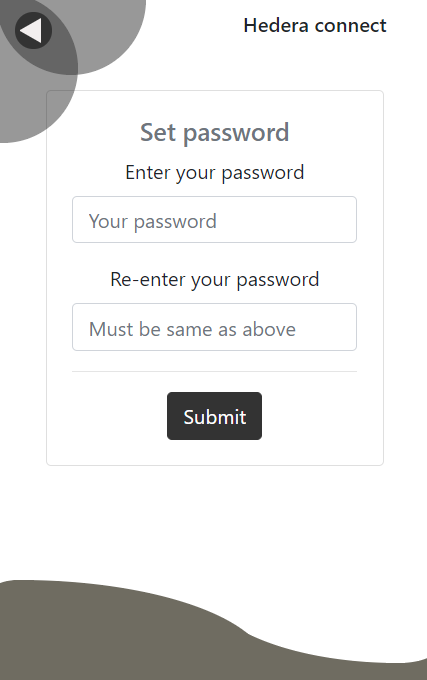 Hedera connect
Set password
Enter your password
Your password
Re-enter your password
Must be same as above
Submit